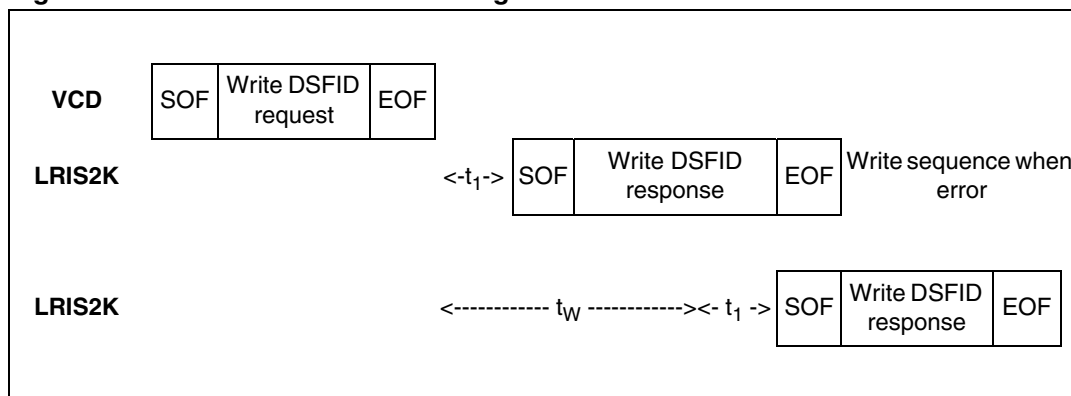 VCD SOF Write DSFID request EOF
LRIS2K <-t1-> SOF Write DSFID response EOF Write sequence when error
LRIS2K <------------ tW ------------><- t1 -> SOF Write DSFID response EOF